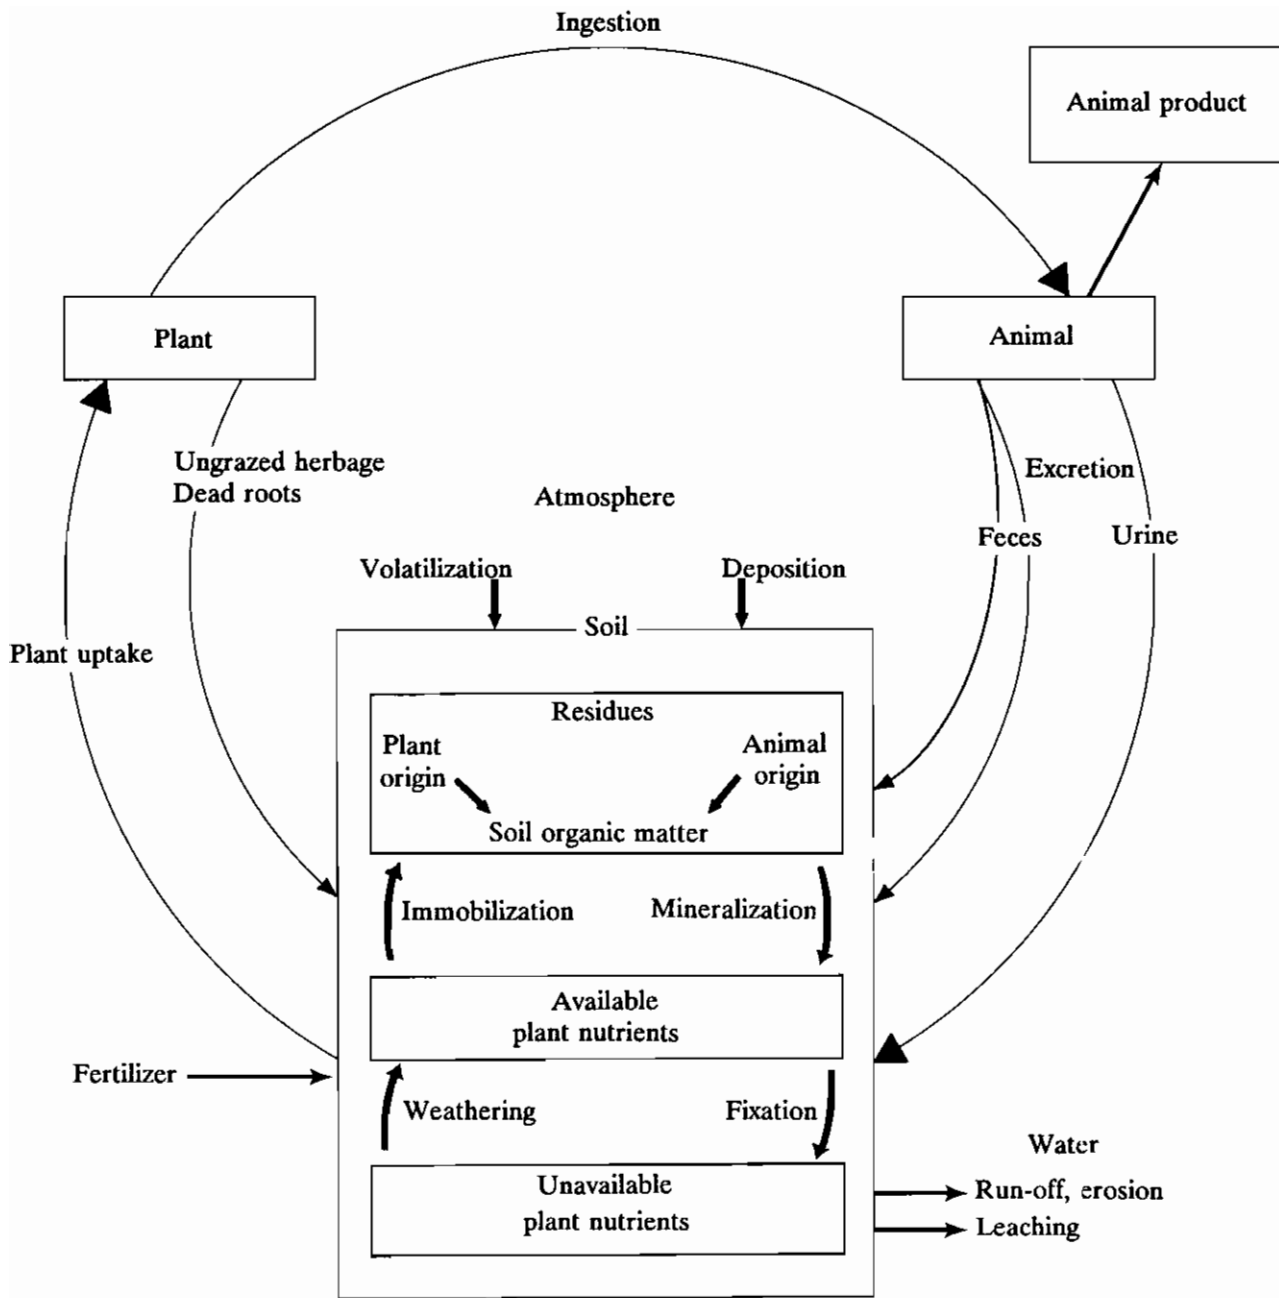 Ingestion
Animal product
Plant
Animal
Ungrazed herbage
Dead roots
Excretion
Atmosphere
Feces
Urine
Volatilization
Deposition
Soil
Plant uptake
Residues
Plant
origin
Animal
origin
Soil organic matter
Immobilization
Mineralization
Available
plant nutrients
Fertilizer
Weathering
Fixation
Water
Unavailable
plant nutrients
Run-off, erosion
Leaching